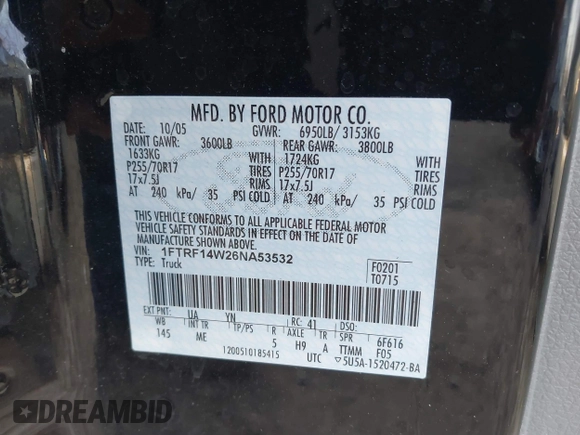 MFD. BY FORD MOTOR CO.
DATE: 10/05 GVWR: 6950LB/ 3153KG
FRONT GAWR: 3600LB REAR GAWR: 3800LB
1633KG WITH 1724KG WITH
P255/70R17 TIRES P255/70R17 TIRES
17x7.5J RIMS 17x7.5J RIMS
AT 240 kPa/ 35 PSI COLD AT 240 kPa/ 35 PSI COLD
THIS VEHICLE CONFORMS TO ALL APPLICABLE FEDERAL MOTOR
VEHICLE SAFETY STANDARDS IN EFFECT ON THE DATE OF
MANUFACTURE SHOWN ABOVE.
VIN: 1FTRF14W26NA53532
TYPE: Truck
F0201
T0715
EXT PNT: UA YN RC: 41 DSO:
WB INT TR TP/PS R AXLE TR SPR 6F616
145 ME 5 H9 A TTMM F05
1200510185415 UTC ▽5U5A-1520472-BA
DREAMBID